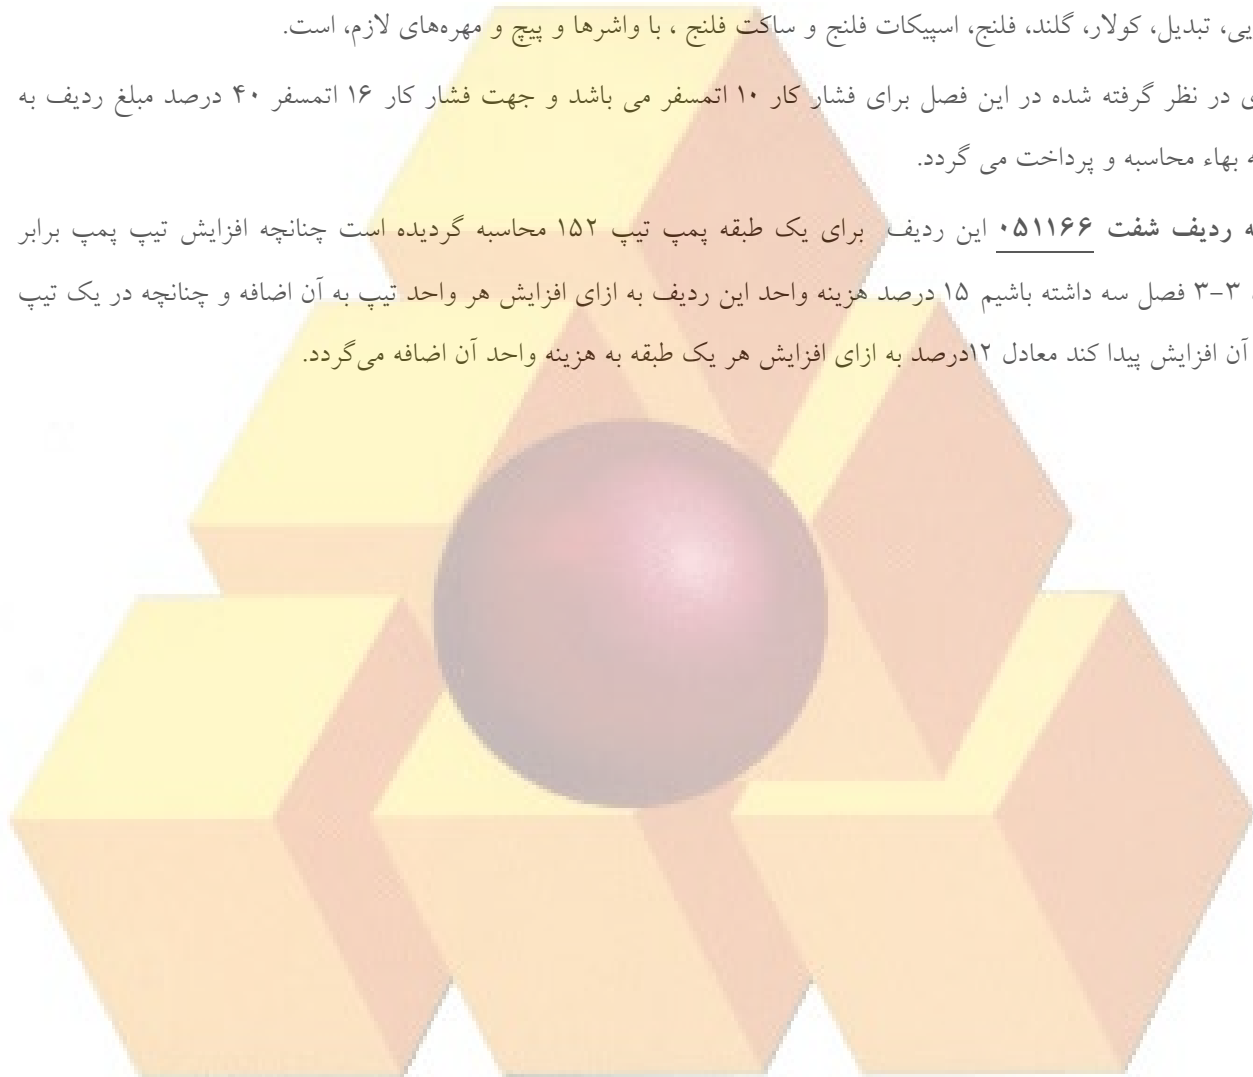 یی، تبدیل، کولار، گلند، فلنج، اسپیکات فلنج و ساکت فلنج ، با واشرها و پیچ و مهره‌های لازم، است.
ی در نظر گرفته شده در این فصل برای فشار کار ۱۰ اتمسفر می باشد و جهت فشار کار ۱۶ اتمسفر ۴۰ درصد مبلغ ردیف به
ه بهاء محاسبه و پرداخت می گردد.
ه ردیف شفت ۰۵۱۱۶۶ این ردیف برای یک طبقه پمپ تیپ ۱۵۲ محاسبه گردیده است چنانچه افزایش تیپ پمپ برابر
۳-۳ فصل سه داشته باشیم ۱۵ درصد هزینه واحد این ردیف به ازای افزایش هر واحد تیپ به آن اضافه و چنانچه در یک تیپ
آن افزایش پیدا کند معادل ۱۲درصد به ازای افزایش هر یک طبقه به هزینه واحد آن اضافه می‌گردد.